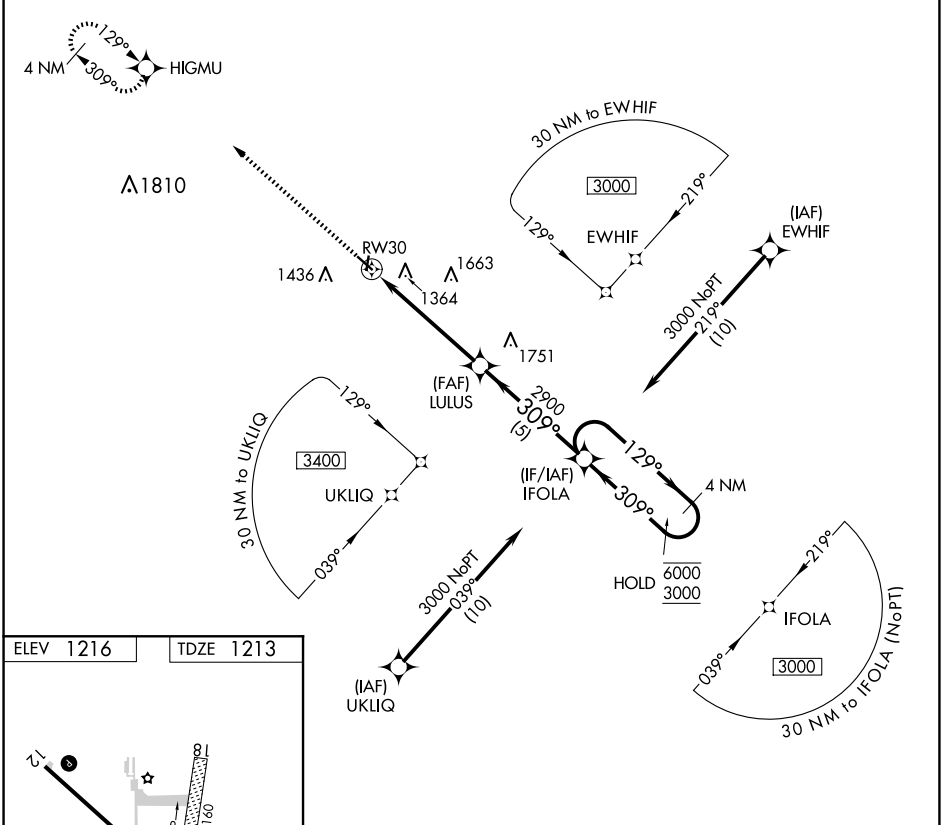 129°
4 NM
309°
HIGMU
1810
30 NM to EWHIF
3000
219°
129°
EWHIF
(IAF)
EWHIF
3000 NoPT
219°
(10)
RW30
1436
1364
1663
1751
(FAF)
LULUS
2900
309°
(5)
30 NM to UKLIQ
129°
3400
UKLIQ
039°
(IF/IAF)
IFOLA
129°
309°
4 NM
HOLD
6000
3000
3000 NoPT
039°
(10)
(IAF)
UKLIQ
219°
IFOLA
039°
3000
30 NM to IFOLA (NoPT)
ELEV 1216
TDZE 1213
12
P
18
160